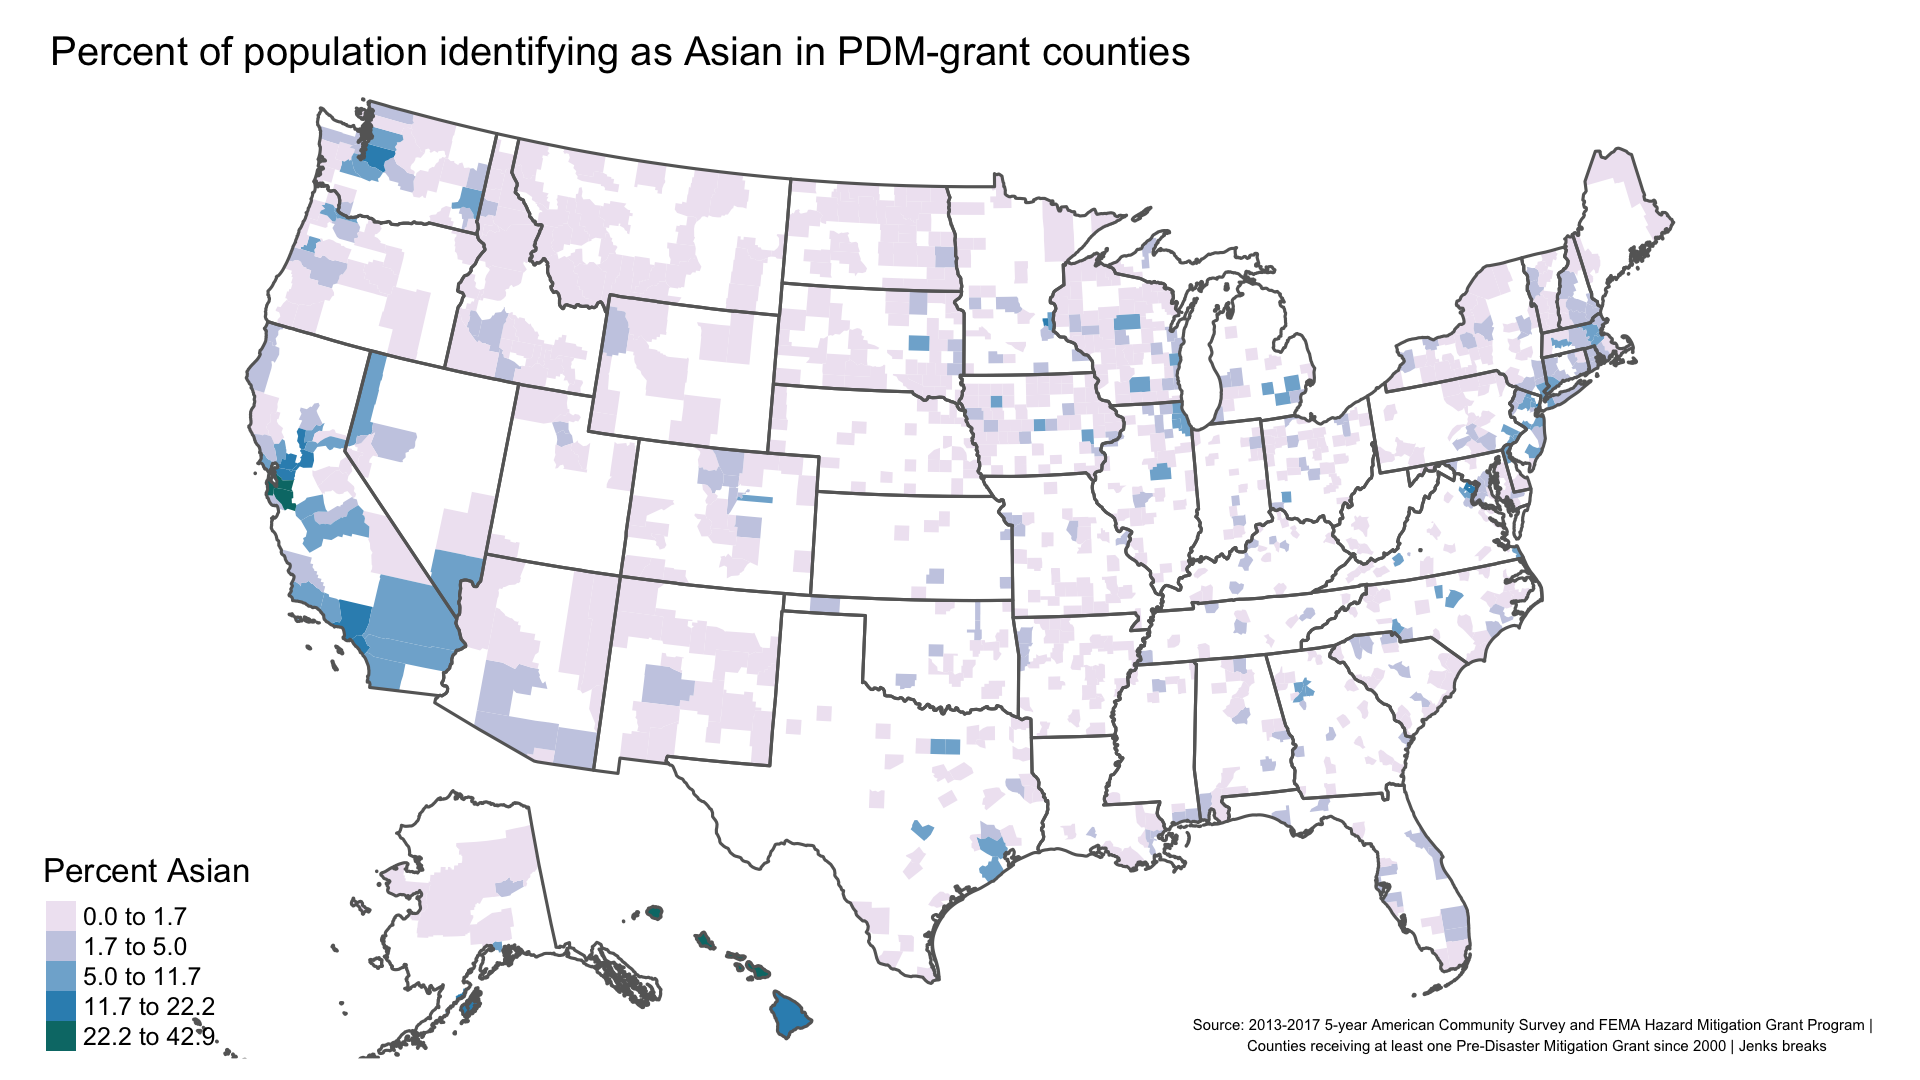 Percent of population identifying as Asian in PDM-grant counties
Percent Asian
0.0 to 1.7
1.7 to 5.0
5.0 to 11.7
11.7 to 22.2
22.2 to 42.9
Source: 2013-2017 5-year American Community Survey and FEMA Hazard Mitigation Grant Program |
Counties receiving at least one Pre-Disaster Mitigation Grant since 2000 | Jenks breaks